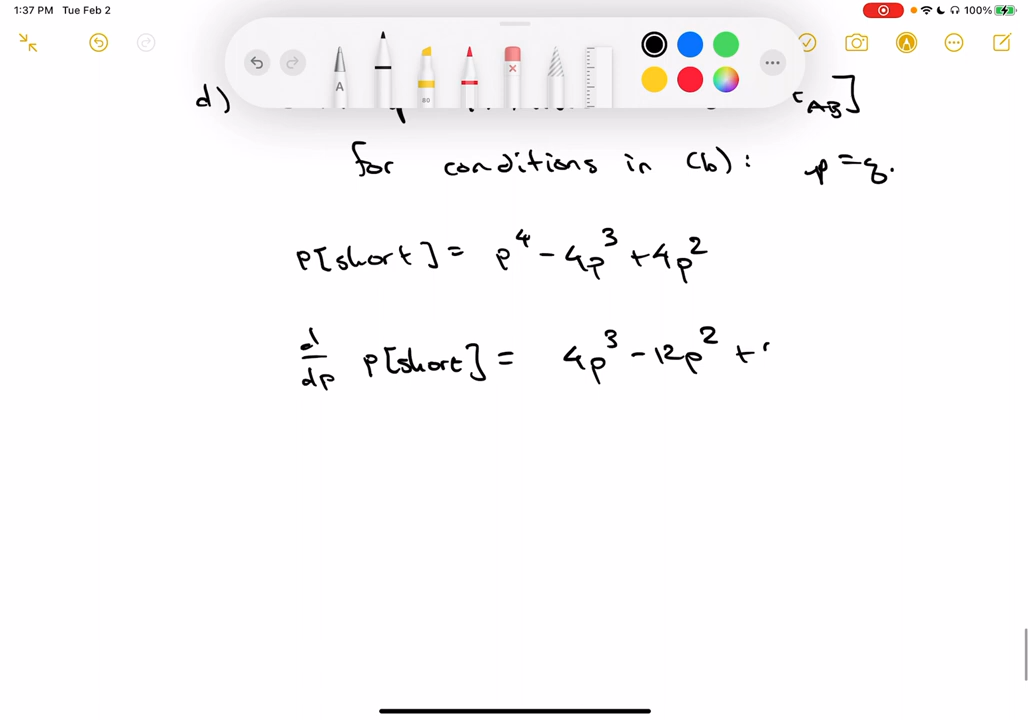 1:37 PM Tue Feb 2
100%
A
80
d)
AB]
for conditions in (b): p = q.
P[short] = p⁴ - 4p³ + 4p²
d/dp P[short] = 4p³ - 12p² +